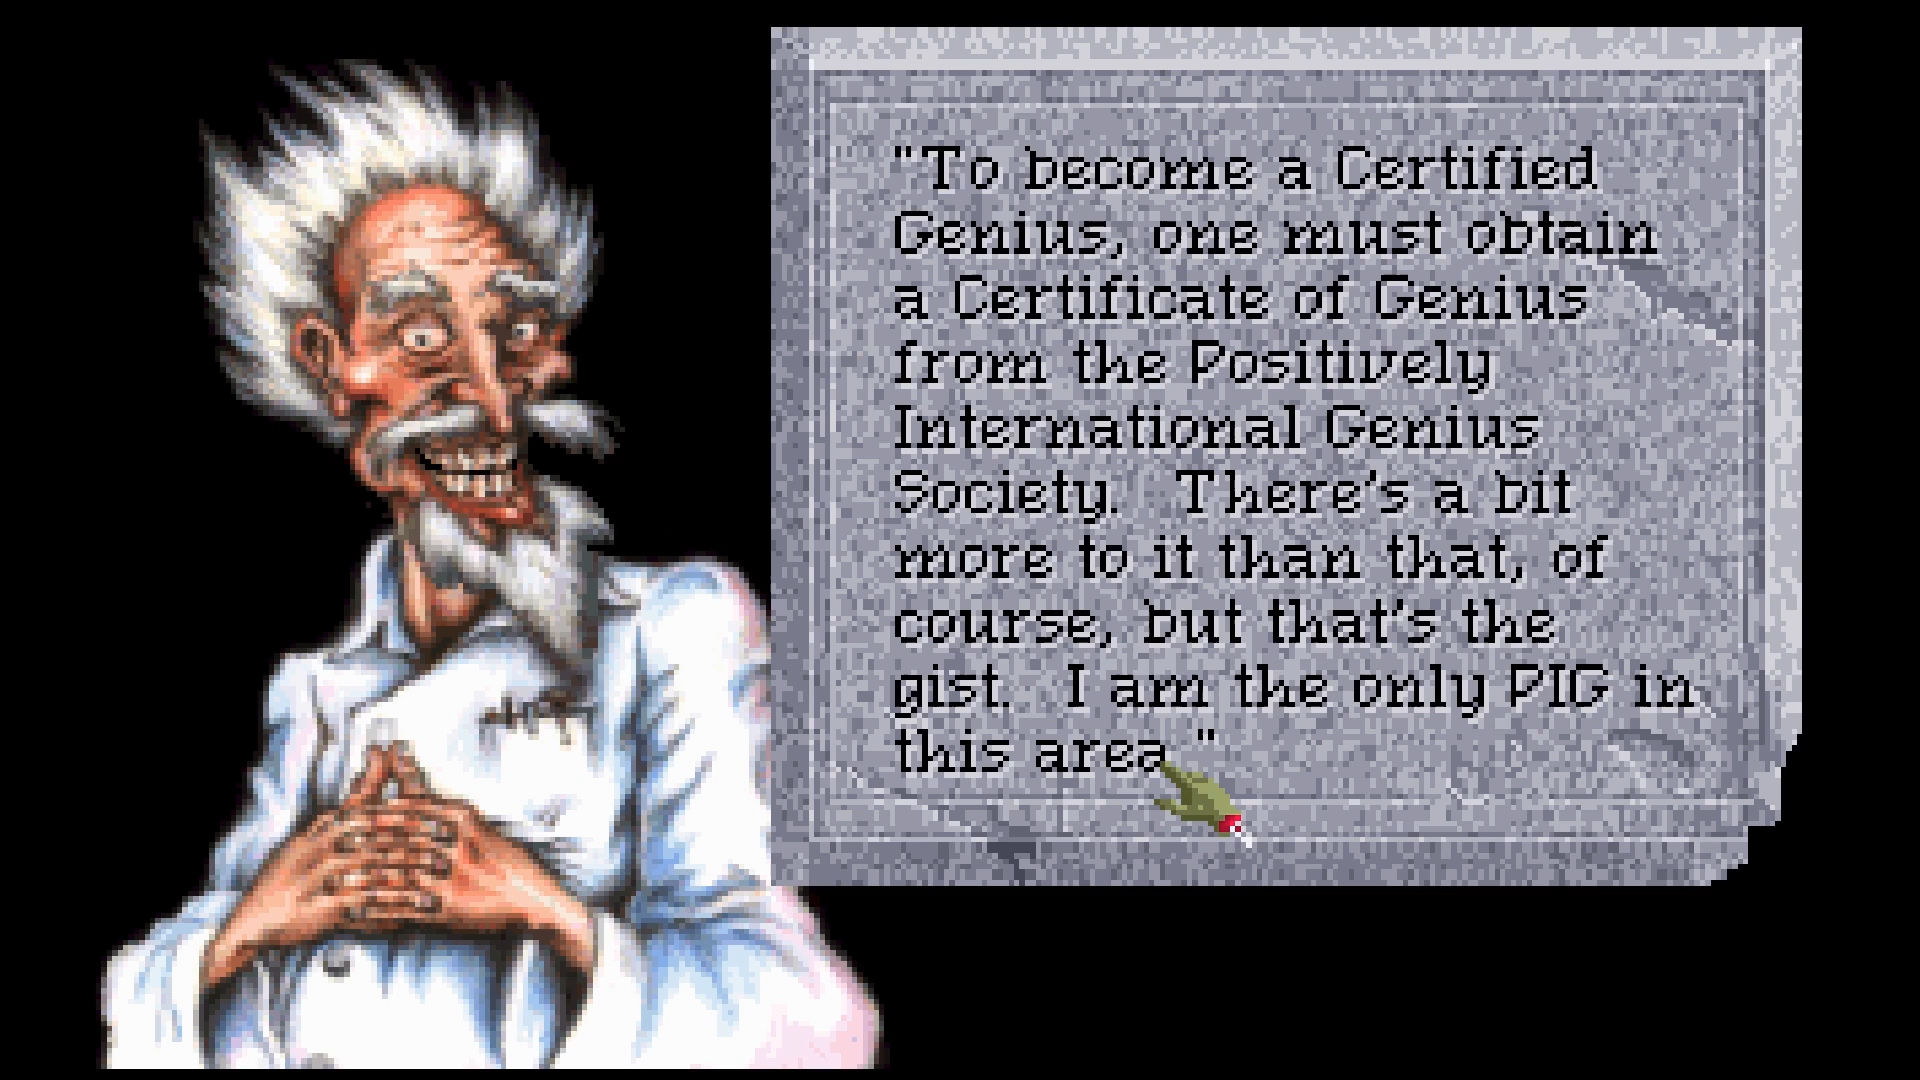 "To become a Certified
Genius, one must obtain
a Certificate of Genius
from the Positively
International Genius
Society.  There's a bit
more to it than that, of
course, but that's the
gist.  I am the only PIG in
this area."